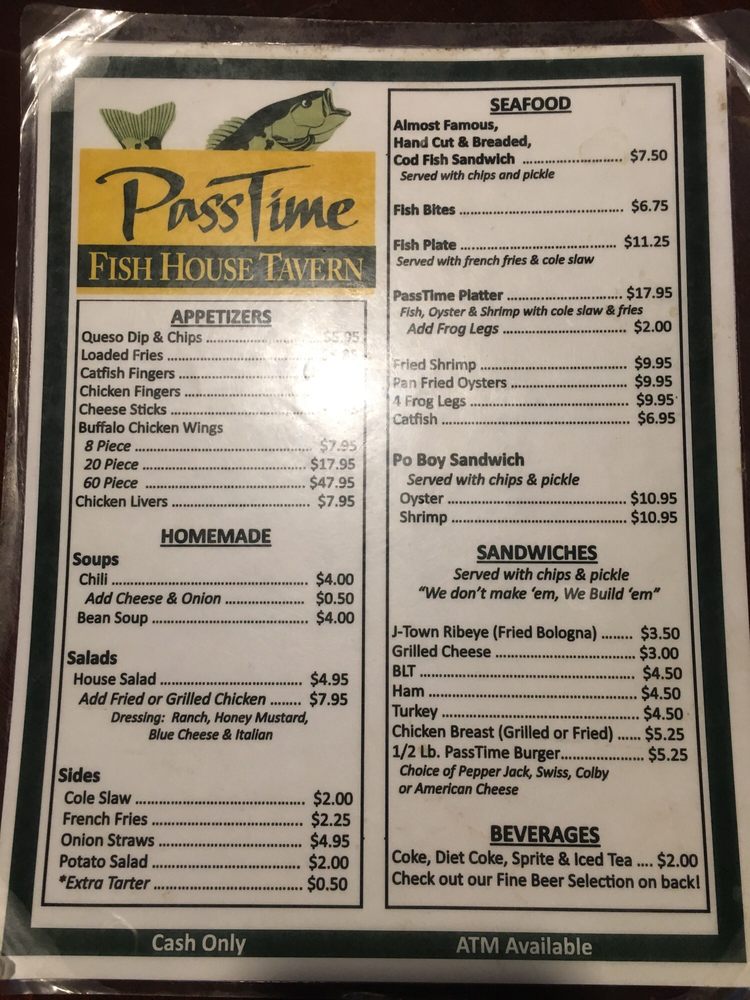 PassTime
FISH HOUSE TAVERN
APPETIZERS
Queso Dip & Chips
Loaded Fries
Catfish Fingers
Chicken Fingers
Cheese Sticks
Buffalo Chicken Wings
8 Piece ........ $7.95
20 Piece ........ $17.95
60 Piece ........ $47.95
Chicken Livers ........ $7.95
HOMEMADE
Soups
Chili ........ $4.00
Add Cheese & Onion ........ $0.50
Bean Soup ........ $4.00
Salads
House Salad ........ $4.95
Add Fried or Grilled Chicken ........ $7.95
Dressing: Ranch, Honey Mustard,
Blue Cheese & Italian
Sides
Cole Slaw ........ $2.00
French Fries ........ $2.25
Onion Straws ........ $4.95
Potato Salad ........ $2.00
*Extra Tarter ........ $0.50
SEAFOOD
Almost Famous,
Hand Cut & Breaded,
Cod Fish Sandwich ........ $7.50
Served with chips and pickle
Fish Bites ........ $6.75
Fish Plate ........ $11.25
Served with french fries & cole slaw
PassTime Platter ........ $17.95
Fish, Oyster & Shrimp with cole slaw & fries
Add Frog Legs ........ $2.00
Fried Shrimp ........ $9.95
Pan Fried Oysters ........ $9.95
4 Frog Legs ........ $9.95
Catfish ........ $6.95
Po Boy Sandwich
Served with chips & pickle
Oyster ........ $10.95
Shrimp ........ $10.95
SANDWICHES
Served with chips & pickle
"We don't make 'em, We Build 'em"
J-Town Ribeye (Fried Bologna) ........ $3.50
Grilled Cheese ........ $3.00
BLT ........ $4.50
Ham ........ $4.50
Turkey ........ $4.50
Chicken Breast (Grilled or Fried) ...... $5.25
1/2 Lb. PassTime Burger........ $5.25
Choice of Pepper Jack, Swiss, Colby
or American Cheese
BEVERAGES
Coke, Diet Coke, Sprite & Iced Tea .... $2.00
Check out our Fine Beer Selection on back!
Cash Only
ATM Available